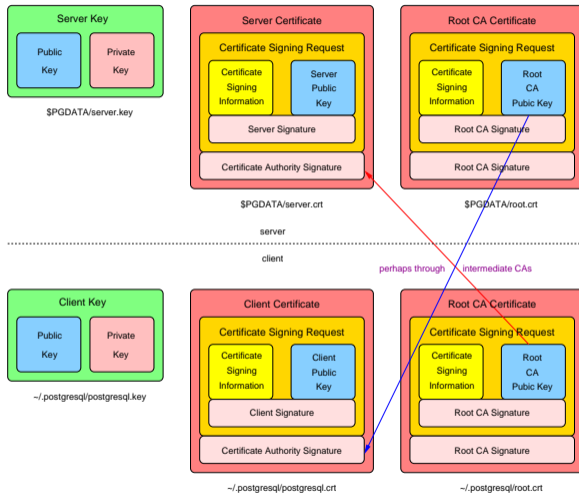 Server Key
Public
Key
Private
Key
$PGDATA/server.key
Server Certificate
Certificate Signing Request
Certificate
Signing
Information
Server
Public
Key
Server Signature
Certificate Authority Signature
$PGDATA/server.crt
Root CA Certificate
Certificate Signing Request
Certificate
Signing
Information
Root
CA
Pubic Key
Root CA Signature
Root CA Signature
$PGDATA/root.crt
server
client
perhaps through intermediate CAs
Client Key
Public
Key
Private
Key
~/.postgresql/postgresql.key
Client Certificate
Certificate Signing Request
Certificate
Signing
Information
Client
Public
Key
Client Signature
Certificate Authority Signature
~/.postgresql/postgresql.crt
Root CA Certificate
Certificate Signing Request
Certificate
Signing
Information
Root
CA
Pubic Key
Root CA Signature
Root CA Signature
~/.postgresql/root.crt